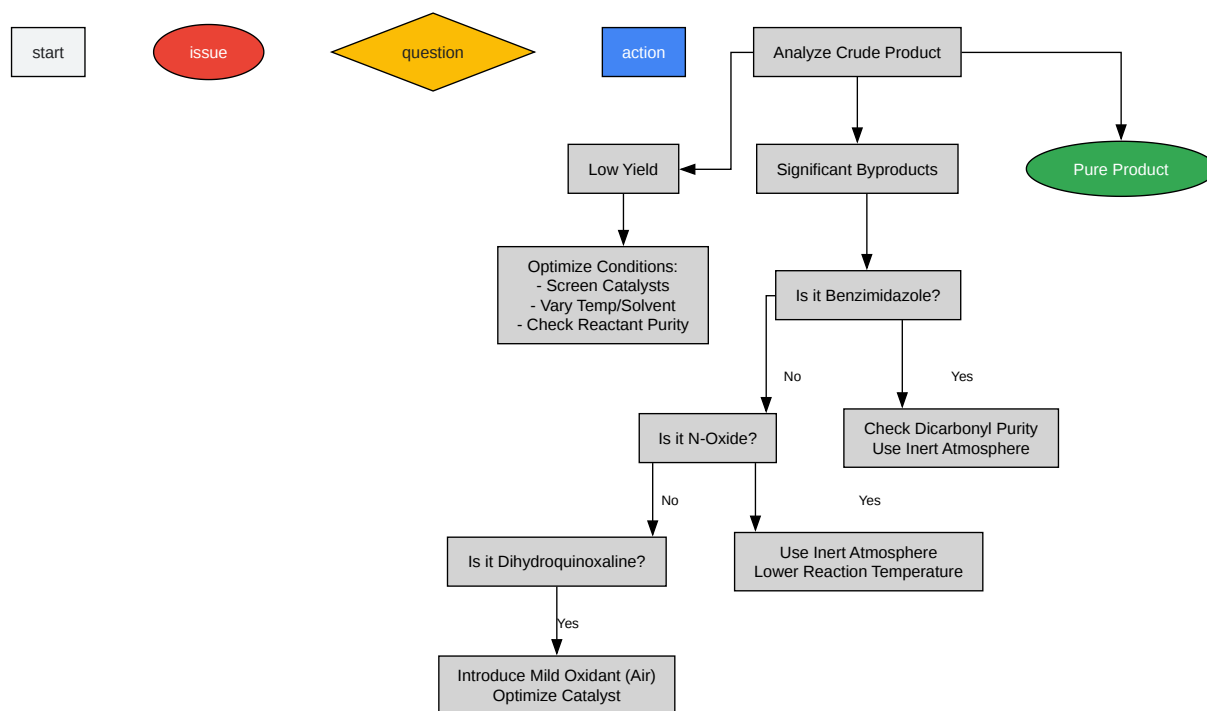 start
issue
question
action
Analyze Crude Product
Low Yield
Significant Byproducts
Pure Product
Optimize Conditions:
- Screen Catalysts
- Vary Temp/Solvent
- Check Reactant Purity
Is it Benzimidazole?
No
Yes
Check Dicarbonyl Purity
Use Inert Atmosphere
Is it N-Oxide?
No
Yes
Use Inert Atmosphere
Lower Reaction Temperature
Is it Dihydroquinoxaline?
Yes
Introduce Mild Oxidant (Air)
Optimize Catalyst